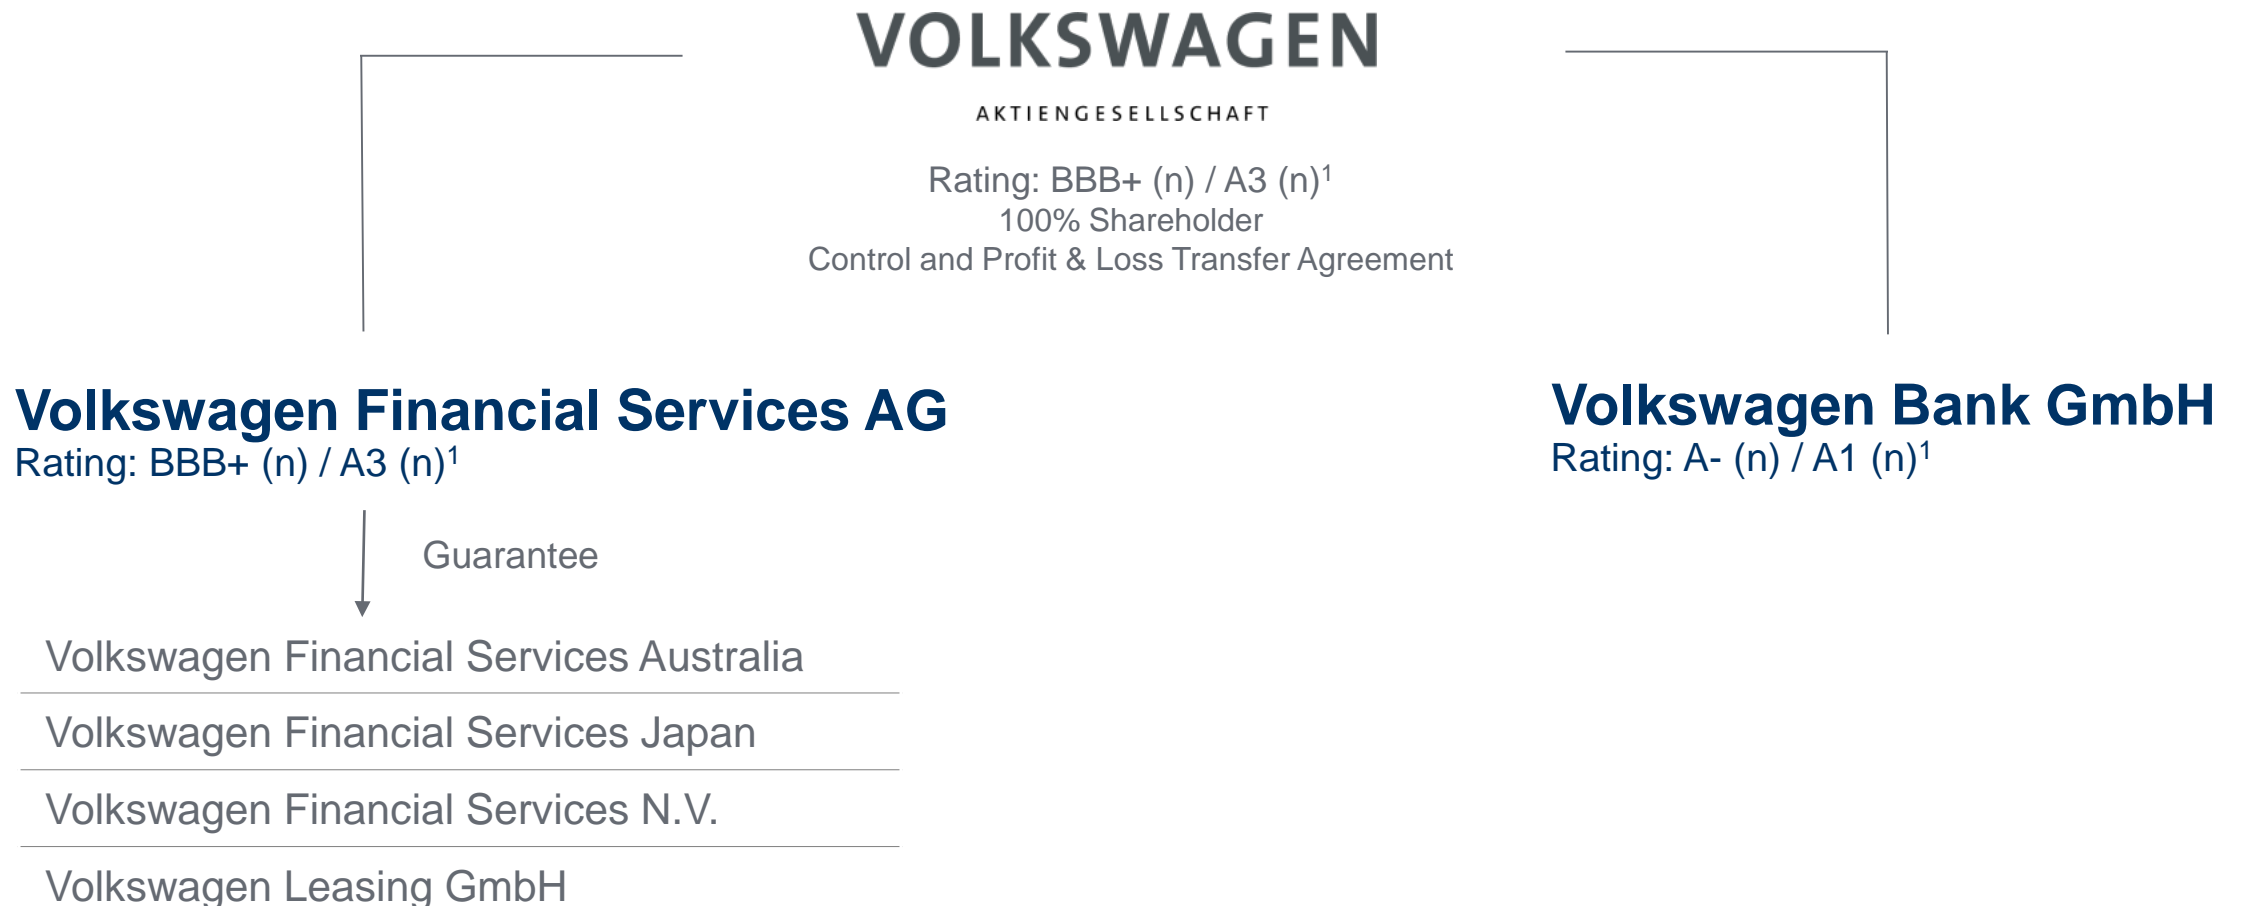 VOLKSWAGEN
AKTIENGESELLSCHAFT
Rating: BBB+ (n) / A3 (n)¹
100% Shareholder
Control and Profit & Loss Transfer Agreement
Volkswagen Financial Services AG
Rating: BBB+ (n) / A3 (n)¹
Volkswagen Bank GmbH
Rating: A- (n) / A1 (n)¹
Guarantee
Volkswagen Financial Services Australia
Volkswagen Financial Services Japan
Volkswagen Financial Services N.V.
Volkswagen Leasing GmbH